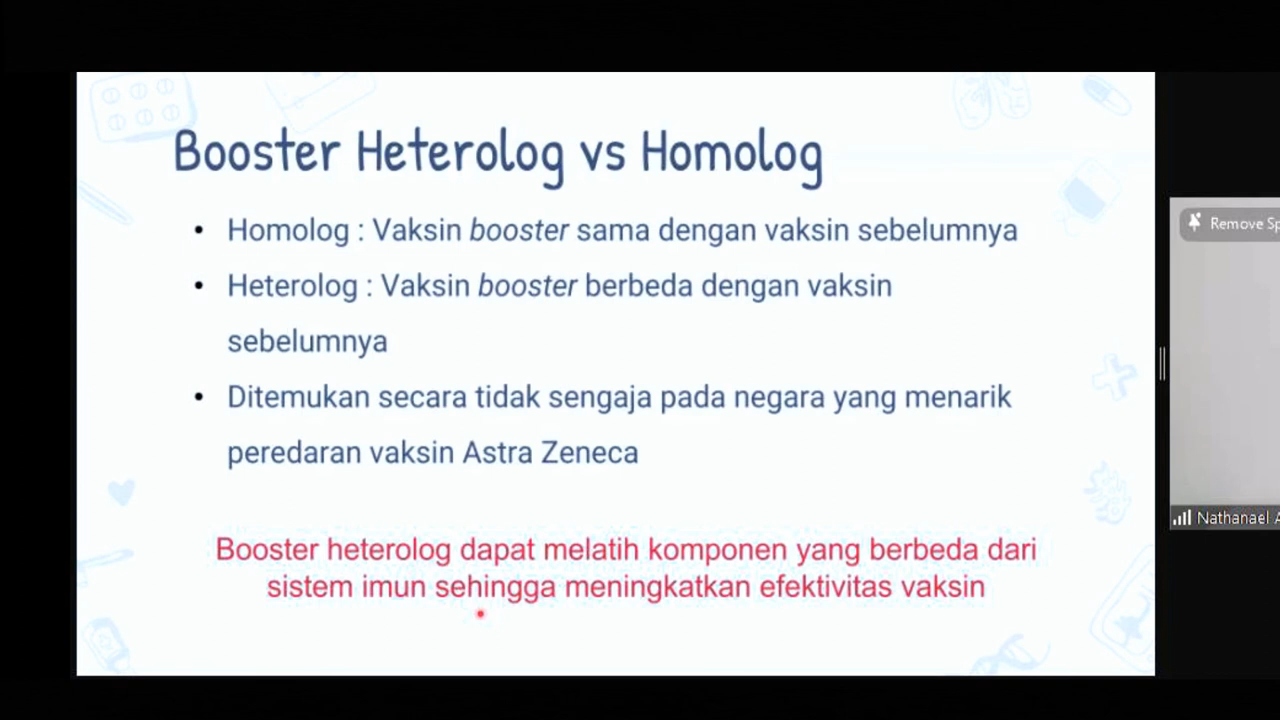 Booster Heterolog vs Homolog
• Homolog : Vaksin booster sama dengan vaksin sebelumnya
• Heterolog : Vaksin booster berbeda dengan vaksin
sebelumnya
• Ditemukan secara tidak sengaja pada negara yang menarik
peredaran vaksin Astra Zeneca
Booster heterolog dapat melatih komponen yang berbeda dari
sistem imun sehingga meningkatkan efektivitas vaksin
Remove Sp
Nathanael A